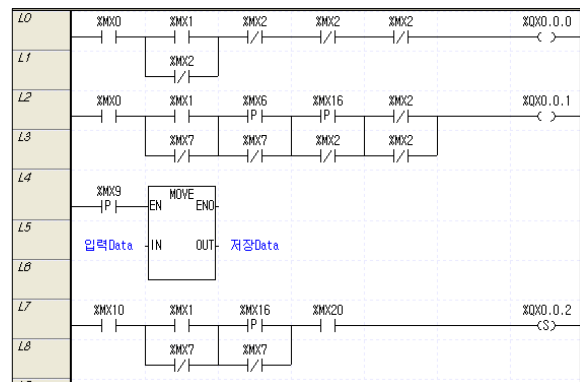 L0
%MX0 %MX1 %MX2 %MX2 %MX2 %QX0.0.0
L1
%MX2
L2
%MX0 %MX1 %MX6 %MX16 %MX2 %QX0.0.1
P P
L3
%MX7 %MX7 %MX2 %MX2
L4
%MX9 MOVE
P EN ENO
L5
입력Data IN OUT 저장Data
L6
L7
%MX10 %MX1 %MX16 %MX20 %QX0.0.2
P S
L8
%MX7 %MX7